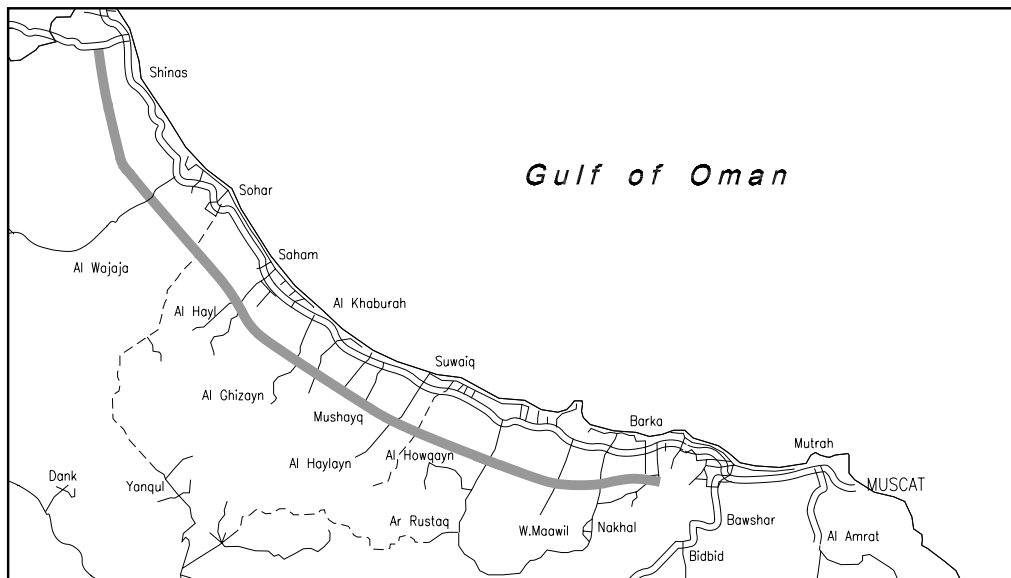 Shinas
Gulf of Oman
Sohar
Saham
Al Wajaja
Al Khaburah
Al Hayl
Suwaiq
Al Ghizayn
Mushayq
Barka
Mutrah
Al Howqayn
Al Haylayn
Dank
Yanqul
MUSCAT
Ar Rustaq
W.Maawil
Nakhal
Bawshar
Al Amrat
Bidbid